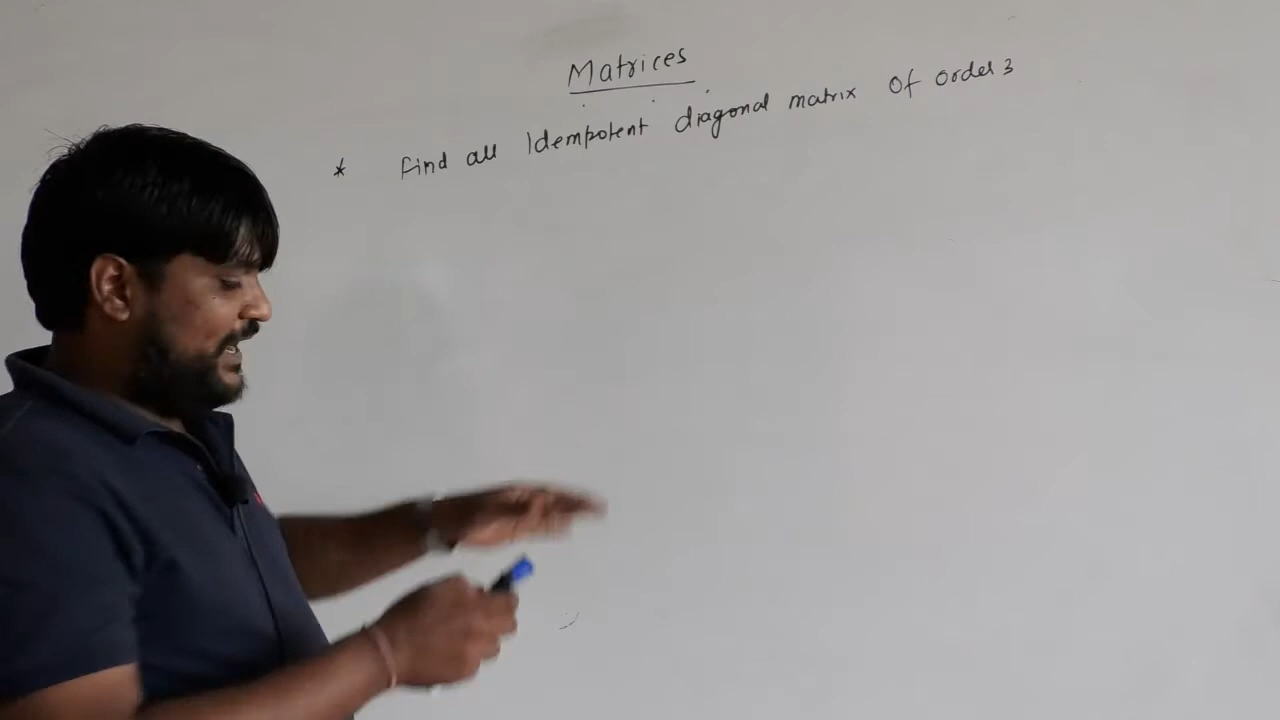 Matrices
* Find all Idempotent diagonal matrix of order 3